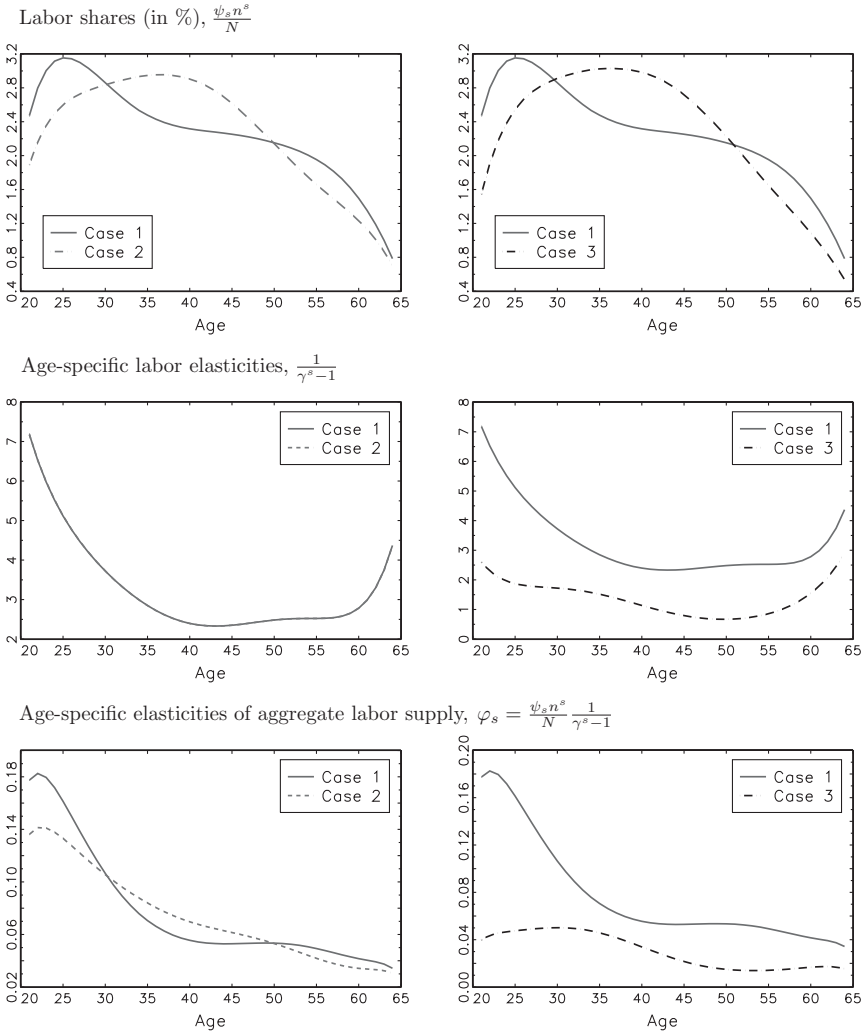 Labor shares (in %), ψₛnˢ/N
3.2
2.8
2.4
2.0
1.6
1.2
0.8
0.4
Case 1
Case 2
20 25 30 35 40 45 50 55 60 65
Age
3.2
2.8
2.4
2.0
1.6
1.2
0.8
0.4
Case 1
Case 3
20 25 30 35 40 45 50 55 60 65
Age
Age-specific labor elasticities, 1/(γˢ−1)
8
7
6
5
4
3
2
Case 1
Case 2
20 25 30 35 40 45 50 55 60 65
Age
8
7
6
5
4
3
2
1
0
Case 1
Case 3
20 25 30 35 40 45 50 55 60 65
Age
Age-specific elasticities of aggregate labor supply, φₛ = ψₛnˢ/N 1/(γˢ−1)
0.18
0.14
0.10
0.06
0.02
Case 1
Case 2
20 25 30 35 40 45 50 55 60 65
Age
0.20
0.16
0.12
0.08
0.04
0.00
Case 1
Case 3
20 25 30 35 40 45 50 55 60 65
Age